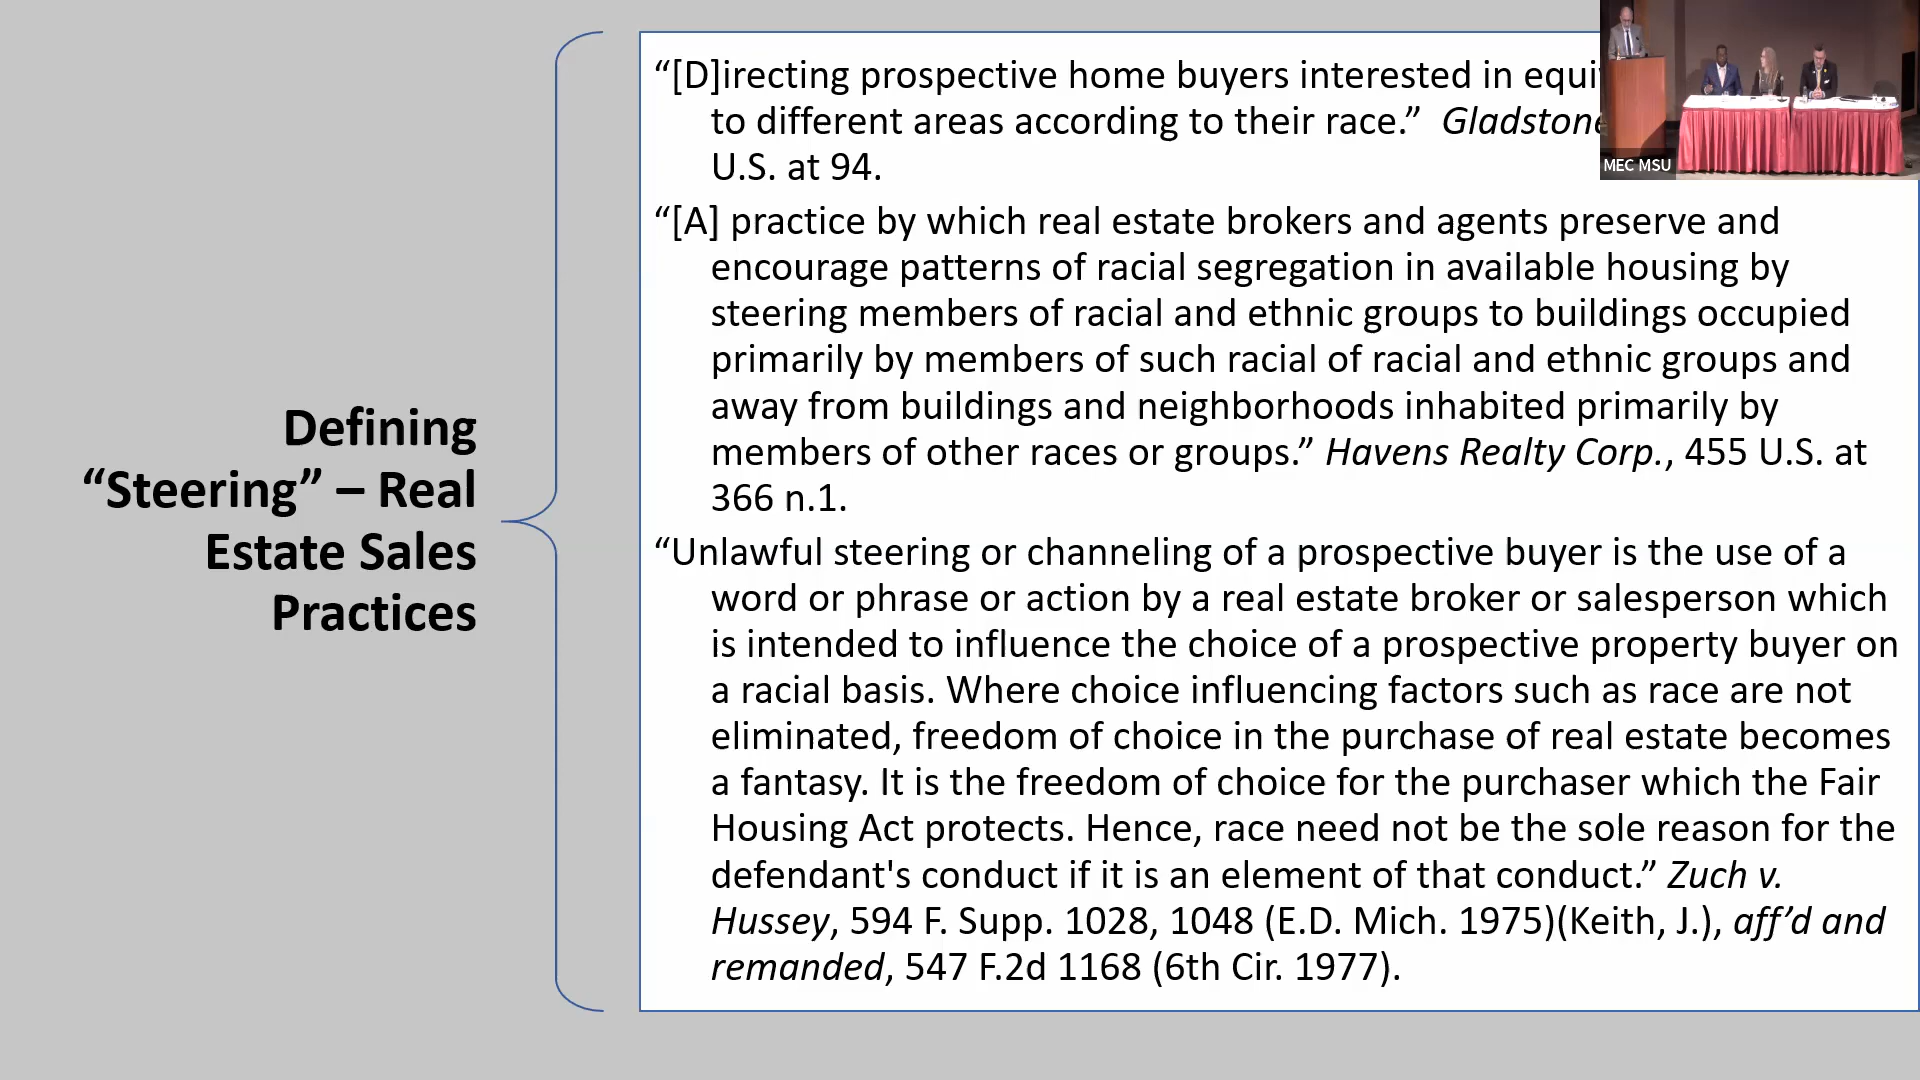 Defining
“Steering” – Real
Estate Sales
Practices
“[D]irecting prospective home buyers interested in
to different areas according to their race.”
U.S. at 94.
“[A] practice by which real estate brokers and agents preserve and
encourage patterns of racial segregation in available housing by
steering members of racial and ethnic groups to buildings occupied
primarily by members of such racial of racial and ethnic groups and
away from buildings and neighborhoods inhabited primarily by
members of other races or groups.” Havens Realty Corp., 455 U.S. at
366 n.1.
“Unlawful steering or channeling of a prospective buyer is the use of a
word or phrase or action by a real estate broker or salesperson which
is intended to influence the choice of a prospective property buyer on
a racial basis. Where choice influencing factors such as race are not
eliminated, freedom of choice in the purchase of real estate becomes
a fantasy. It is the freedom of choice for the purchaser which the Fair
Housing Act protects. Hence, race need not be the sole reason for the
defendant's conduct if it is an element of that conduct.” Zuch v.
Hussey, 594 F. Supp. 1028, 1048 (E.D. Mich. 1975)(Keith, J.), aff’d and
remanded, 547 F.2d 1168 (6th Cir. 1977).
MEC MSU